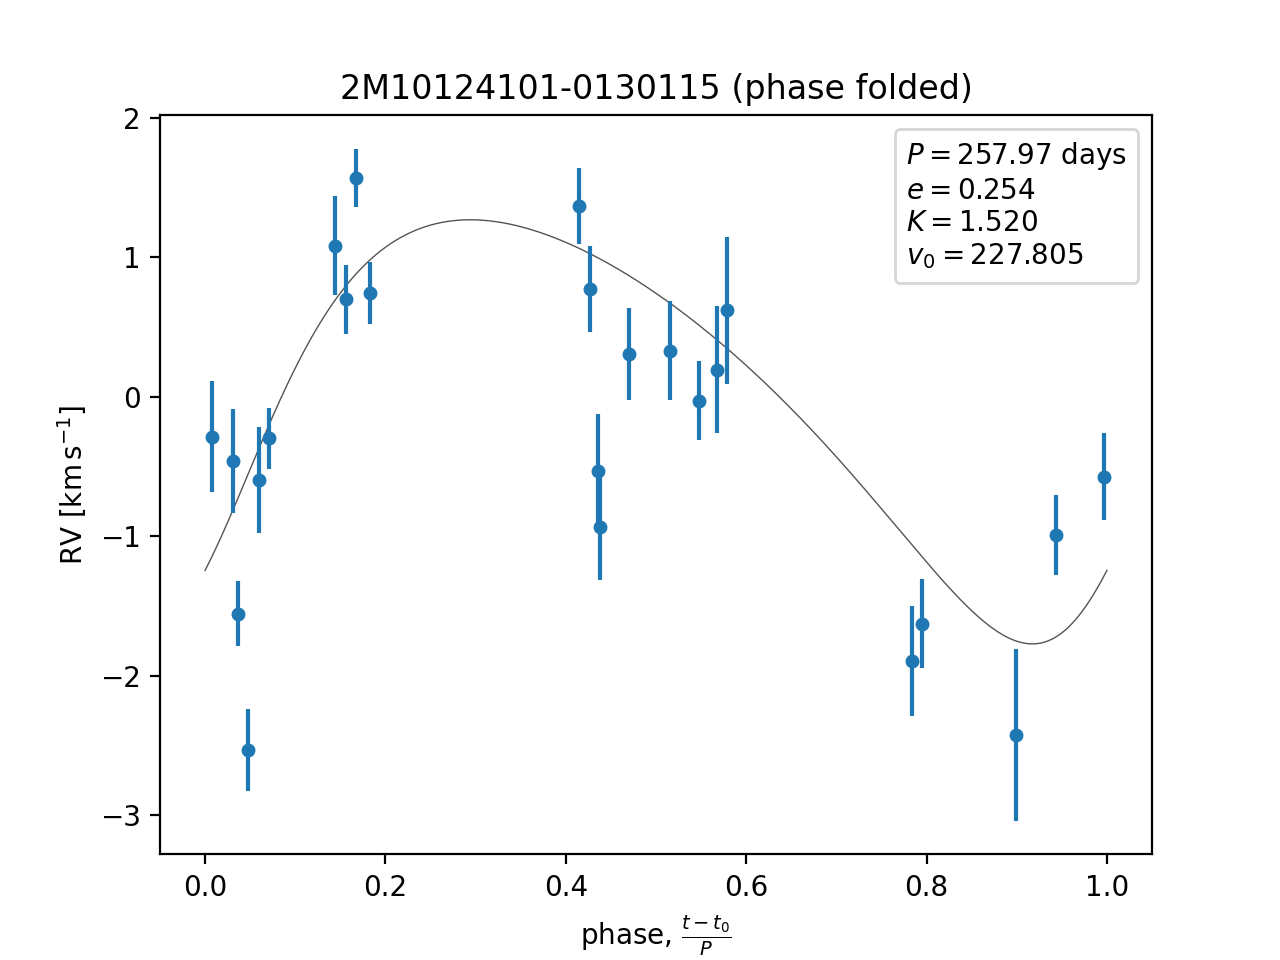 2M10124101-0130115 (phase folded)
P = 257.97 days
e = 0.254
K = 1.520
v₀ = 227.805
2
1
0
−1
−2
−3
RV [km s⁻¹]
0.0 0.2 0.4 0.6 0.8 1.0
phase, (t − t₀)/P